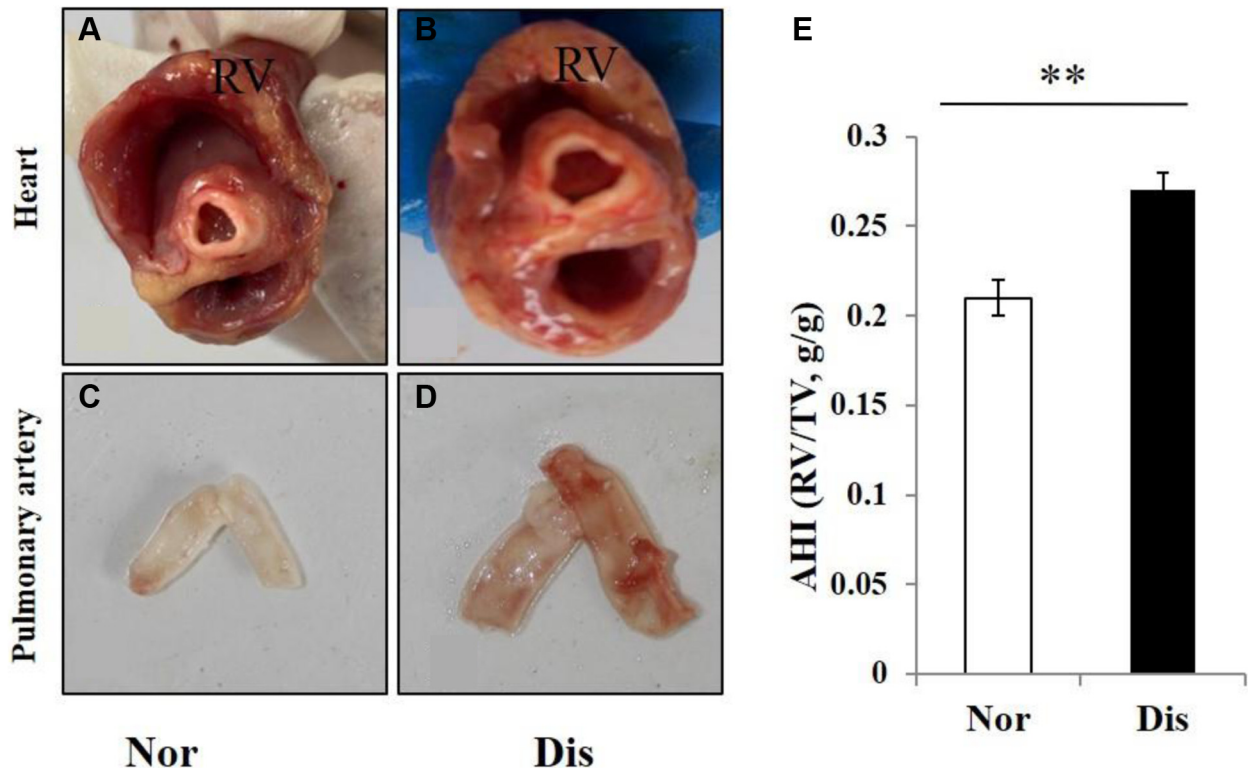 A
RV
B
RV
Heart
C
D
Pulmonary artery
Nor
Dis
E
**
0.3
0.25
0.2
0.15
0.1
0.05
0
AHI (RV/TV, g/g)
Nor
Dis